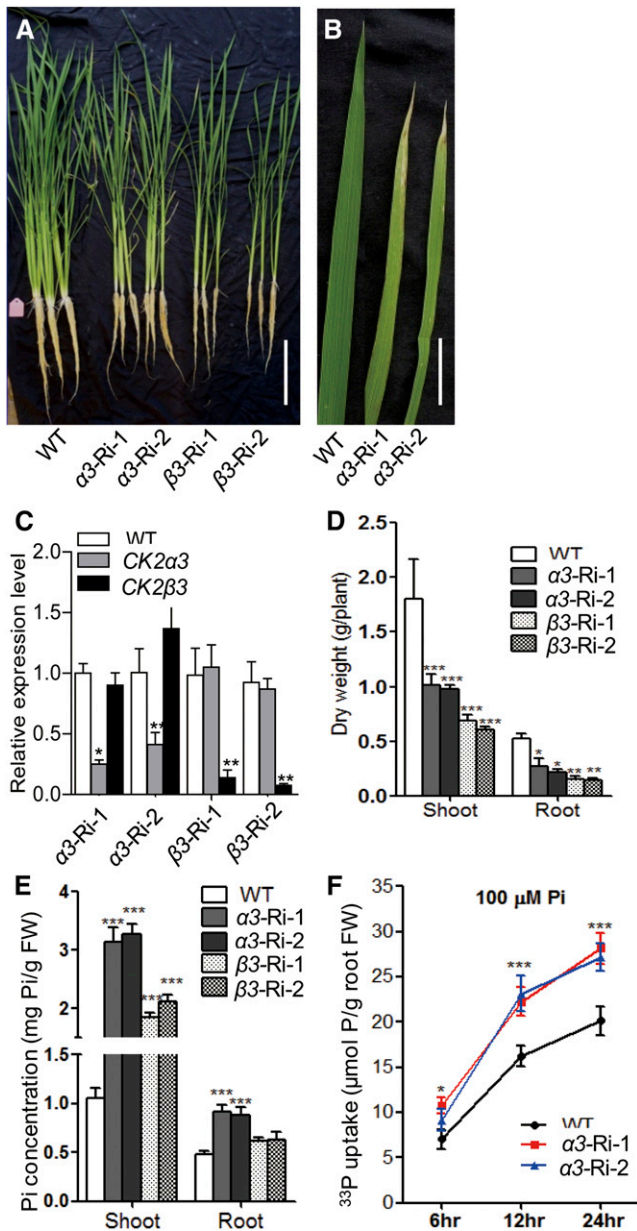 A
B
WT
α3-Ri-1
α3-Ri-2
β3-Ri-1
β3-Ri-2
WT
α3-Ri-1
α3-Ri-2
C
WT
CK2α3
CK2β3
Relative expression level
2.0
1.5
1.0
0.5
0.0
*
**
**
**
α3-Ri-1
α3-Ri-2
β3-Ri-1
β3-Ri-2
D
WT
α3-Ri-1
α3-Ri-2
β3-Ri-1
β3-Ri-2
Dry weight (g/plant)
2.5
2.0
1.5
1.0
0.5
0.0
***
***
***
***
*
*
**
**
Shoot
Root
E
WT
α3-Ri-1
α3-Ri-2
β3-Ri-1
β3-Ri-2
Pi concentration (mg Pi/g FW)
4
3
2
1.0
0.5
0.0
***
***
***
***
***
***
Shoot
Root
F
100 μM Pi
³³P uptake (μmol P/g root FW)
35
30
25
20
15
10
5
0
*
***
***
WT
α3-Ri-1
α3-Ri-2
6hr
12hr
24hr